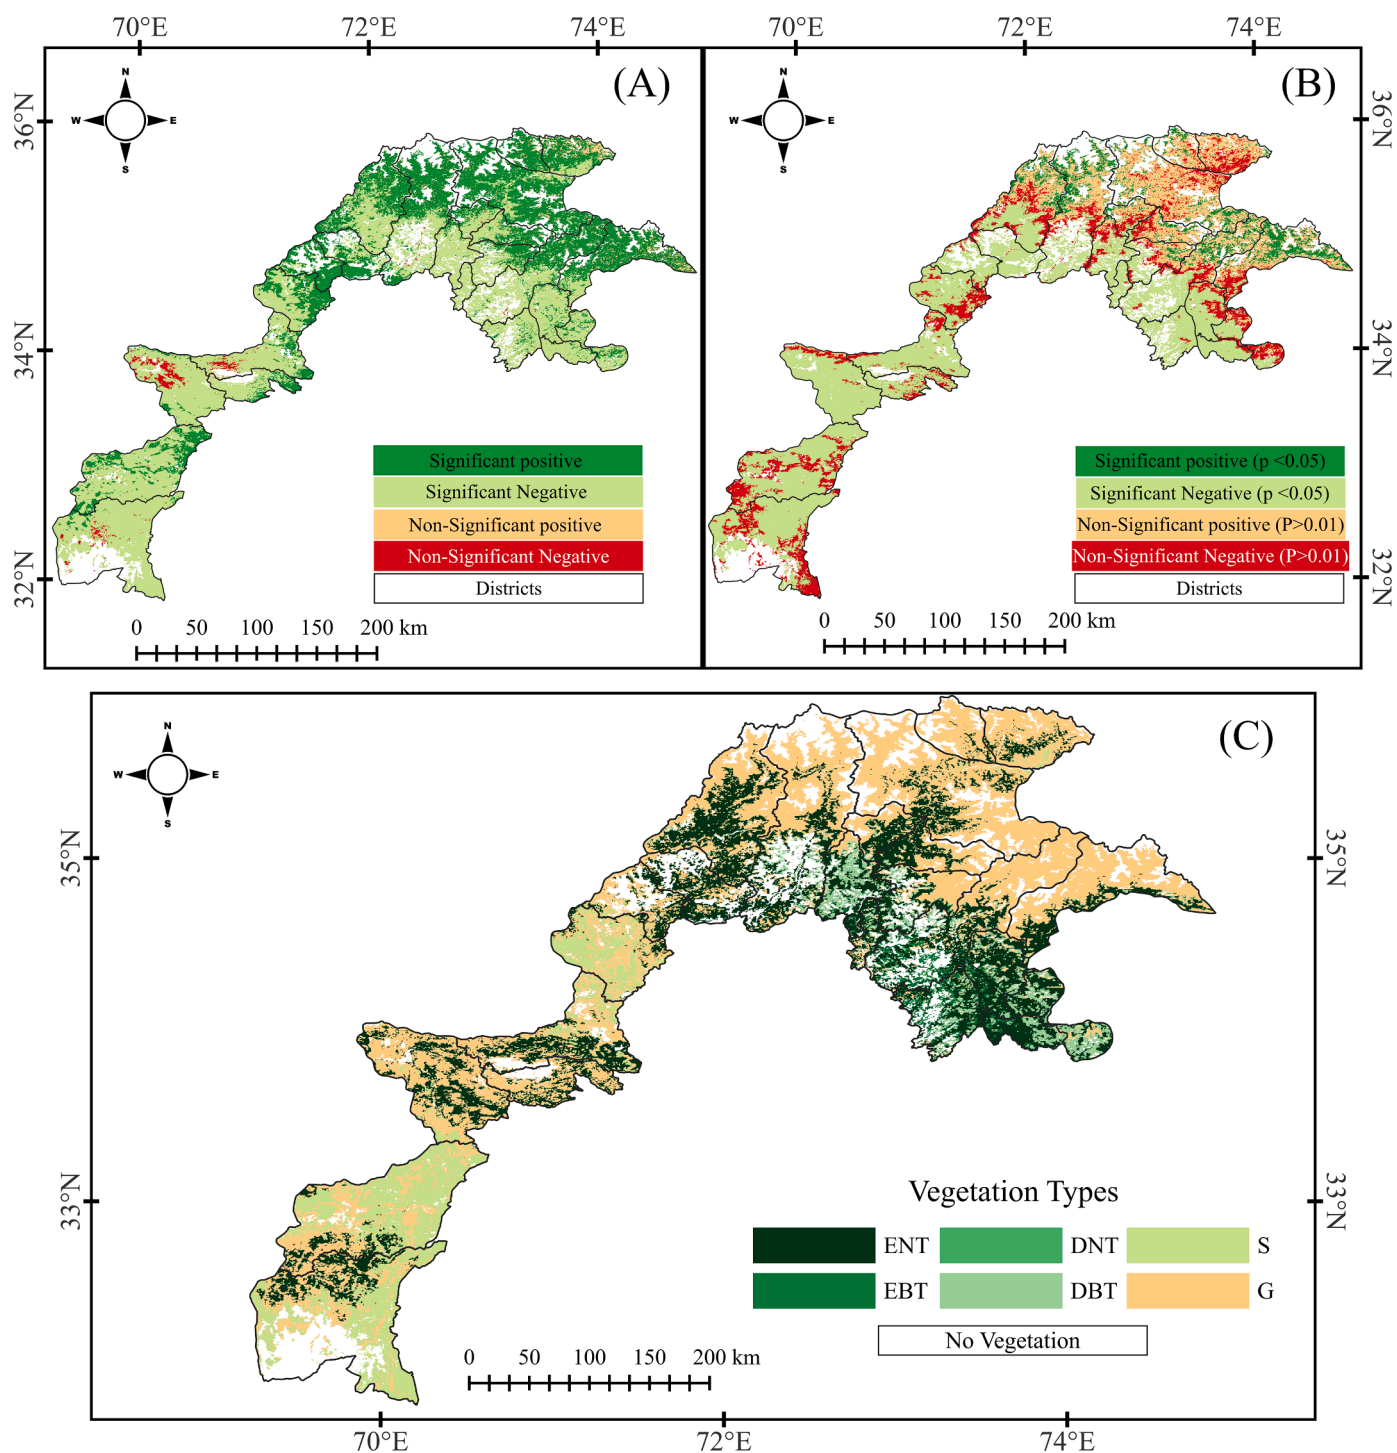 70°E 72°E 74°E 70°E 72°E 74°E
(A) (B)
N N
W E W E
S S
36°N 36°N
34°N 34°N
32°N 32°N
Significant positive
Significant Negative
Non-Significant positive
Non-Significant Negative
Districts
0 50 100 150 200 km
Significant positive (p <0.05)
Significant Negative (p <0.05)
Non-Significant positive (P>0.01)
Non-Significant Negative (P>0.01)
Districts
0 50 100 150 200 km
(C)
N
W E
S
35°N 35°N
33°N 33°N
Vegetation Types
ENT DNT S
EBT DBT G
No Vegetation
0 50 100 150 200 km
70°E 72°E 74°E